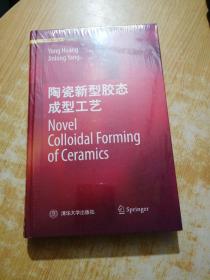 Yong Huang
Jinlong Yang
陶瓷新型胶态
成型工艺
Novel
Colloidal Forming
of Ceramics
清华大学出版社
Springer